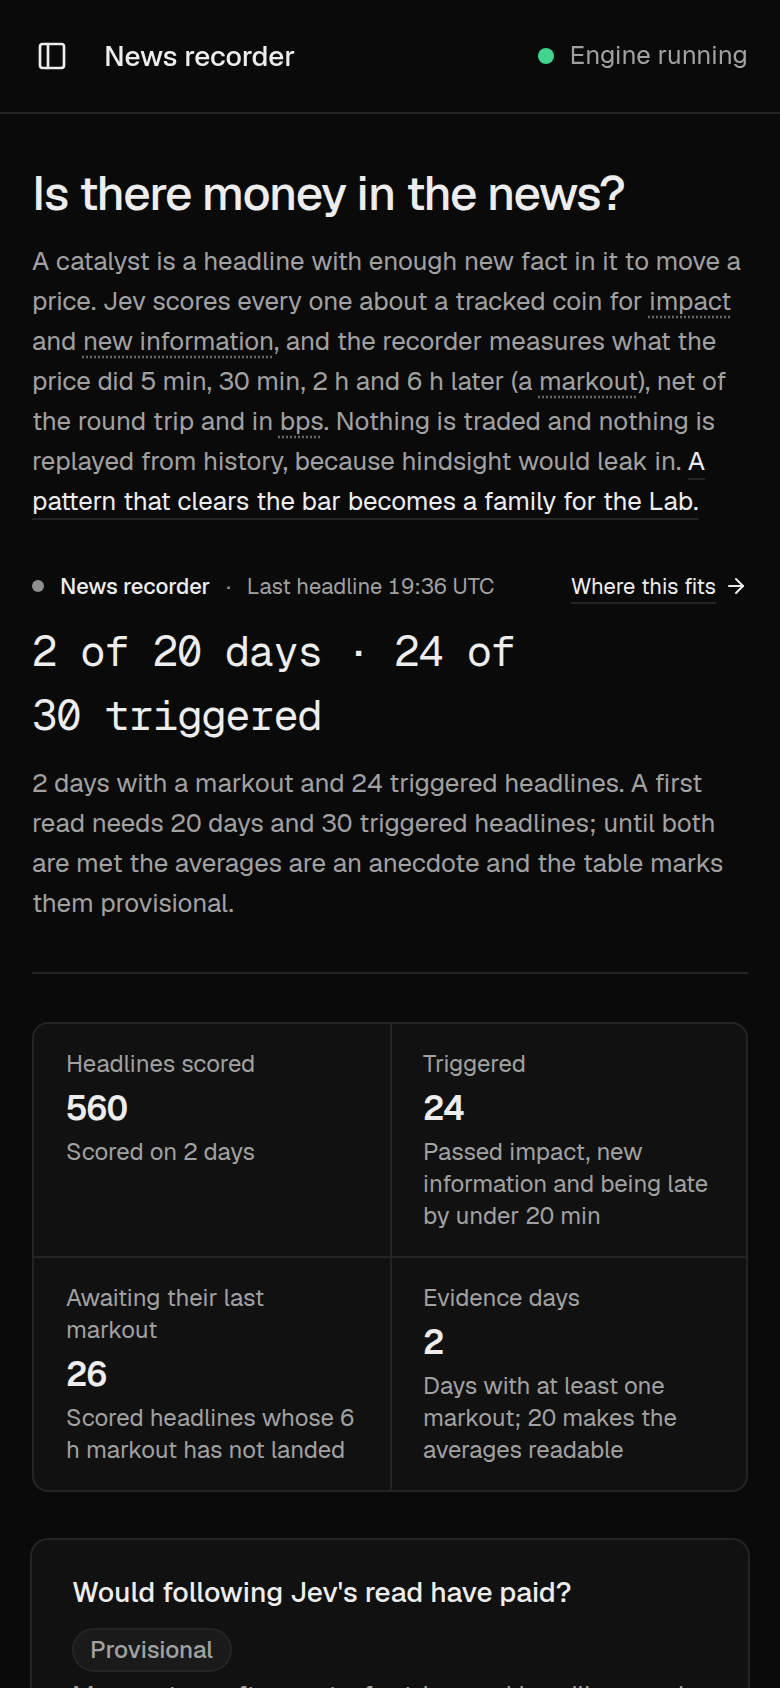 News recorder
Engine running
Is there money in the news?
A catalyst is a headline with enough new fact in it to move a
price. Jev scores every one about a tracked coin for impact
and new information, and the recorder measures what the
price did 5 min, 30 min, 2 h and 6 h later (a markout), net of
the round trip and in bps. Nothing is traded and nothing is
replayed from history, because hindsight would leak in. A
pattern that clears the bar becomes a family for the Lab.
News recorder · Last headline 19:36 UTC
Where this fits →
2 of 20 days · 24 of
30 triggered
2 days with a markout and 24 triggered headlines. A first
read needs 20 days and 30 triggered headlines; until both
are met the averages are an anecdote and the table marks
them provisional.
Headlines scored
560
Scored on 2 days
Triggered
24
Passed impact, new
information and being late
by under 20 min
Awaiting their last
markout
26
Scored headlines whose 6
h markout has not landed
Evidence days
2
Days with at least one
markout; 20 makes the
averages readable
Would following Jev's read have paid?
Provisional